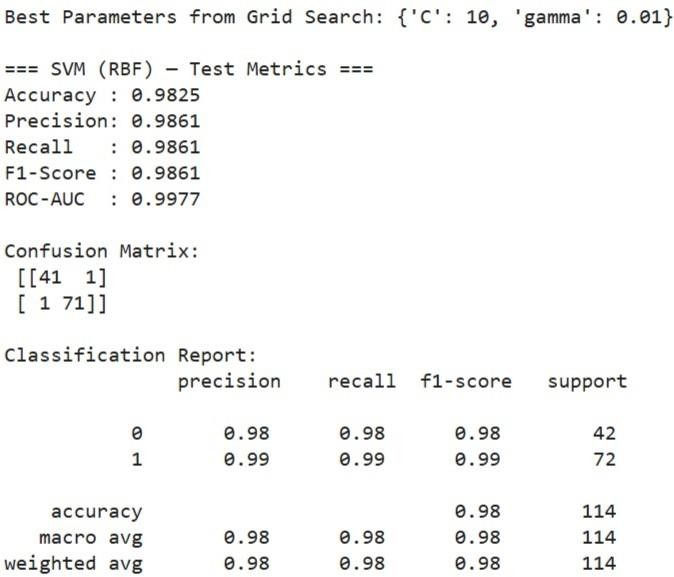 Best Parameters from Grid Search: {'C': 10, 'gamma': 0.01}
=== SVM (RBF) — Test Metrics ===
Accuracy : 0.9825
Precision: 0.9861
Recall   : 0.9861
F1-Score : 0.9861
ROC-AUC  : 0.9977
Confusion Matrix:
 [[41  1]
 [ 1 71]]
Classification Report:
              precision    recall  f1-score   support
           0       0.98      0.98      0.98        42
           1       0.99      0.99      0.99        72
    accuracy                           0.98       114
   macro avg       0.98      0.98      0.98       114
weighted avg       0.98      0.98      0.98       114